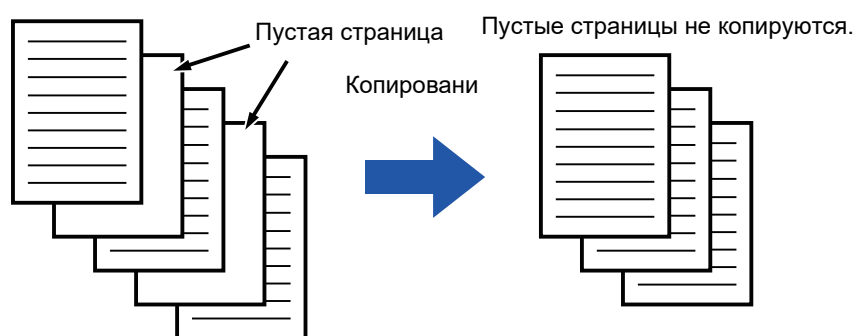 Пустая страница
Пустые страницы не копируются.
Копировани